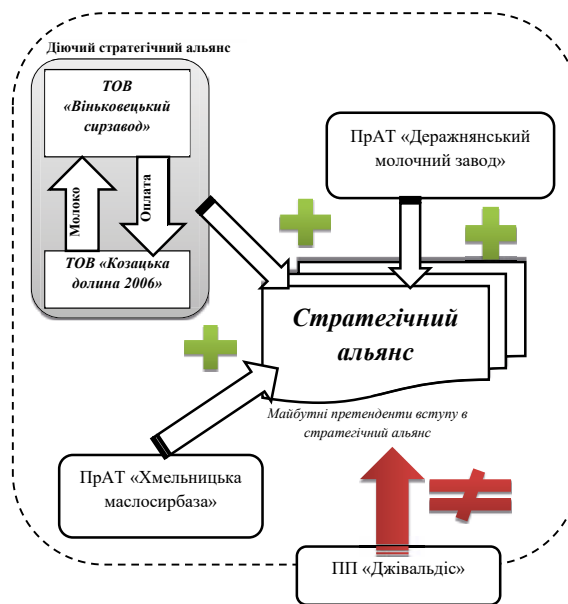 Діючий стратегічний альянс
ТОВ
«Віньковецький
сирзавод»
Молоко
Оплата
ТОВ «Козацька
долина 2006»
ПрАТ «Деражнянський
молочний завод»
Стратегічний
альянс
Майбутні претенденти вступу в
стратегічний альянс
ПрАТ «Хмельницька
маслосирбаза»
ПП «Джівальдіс»